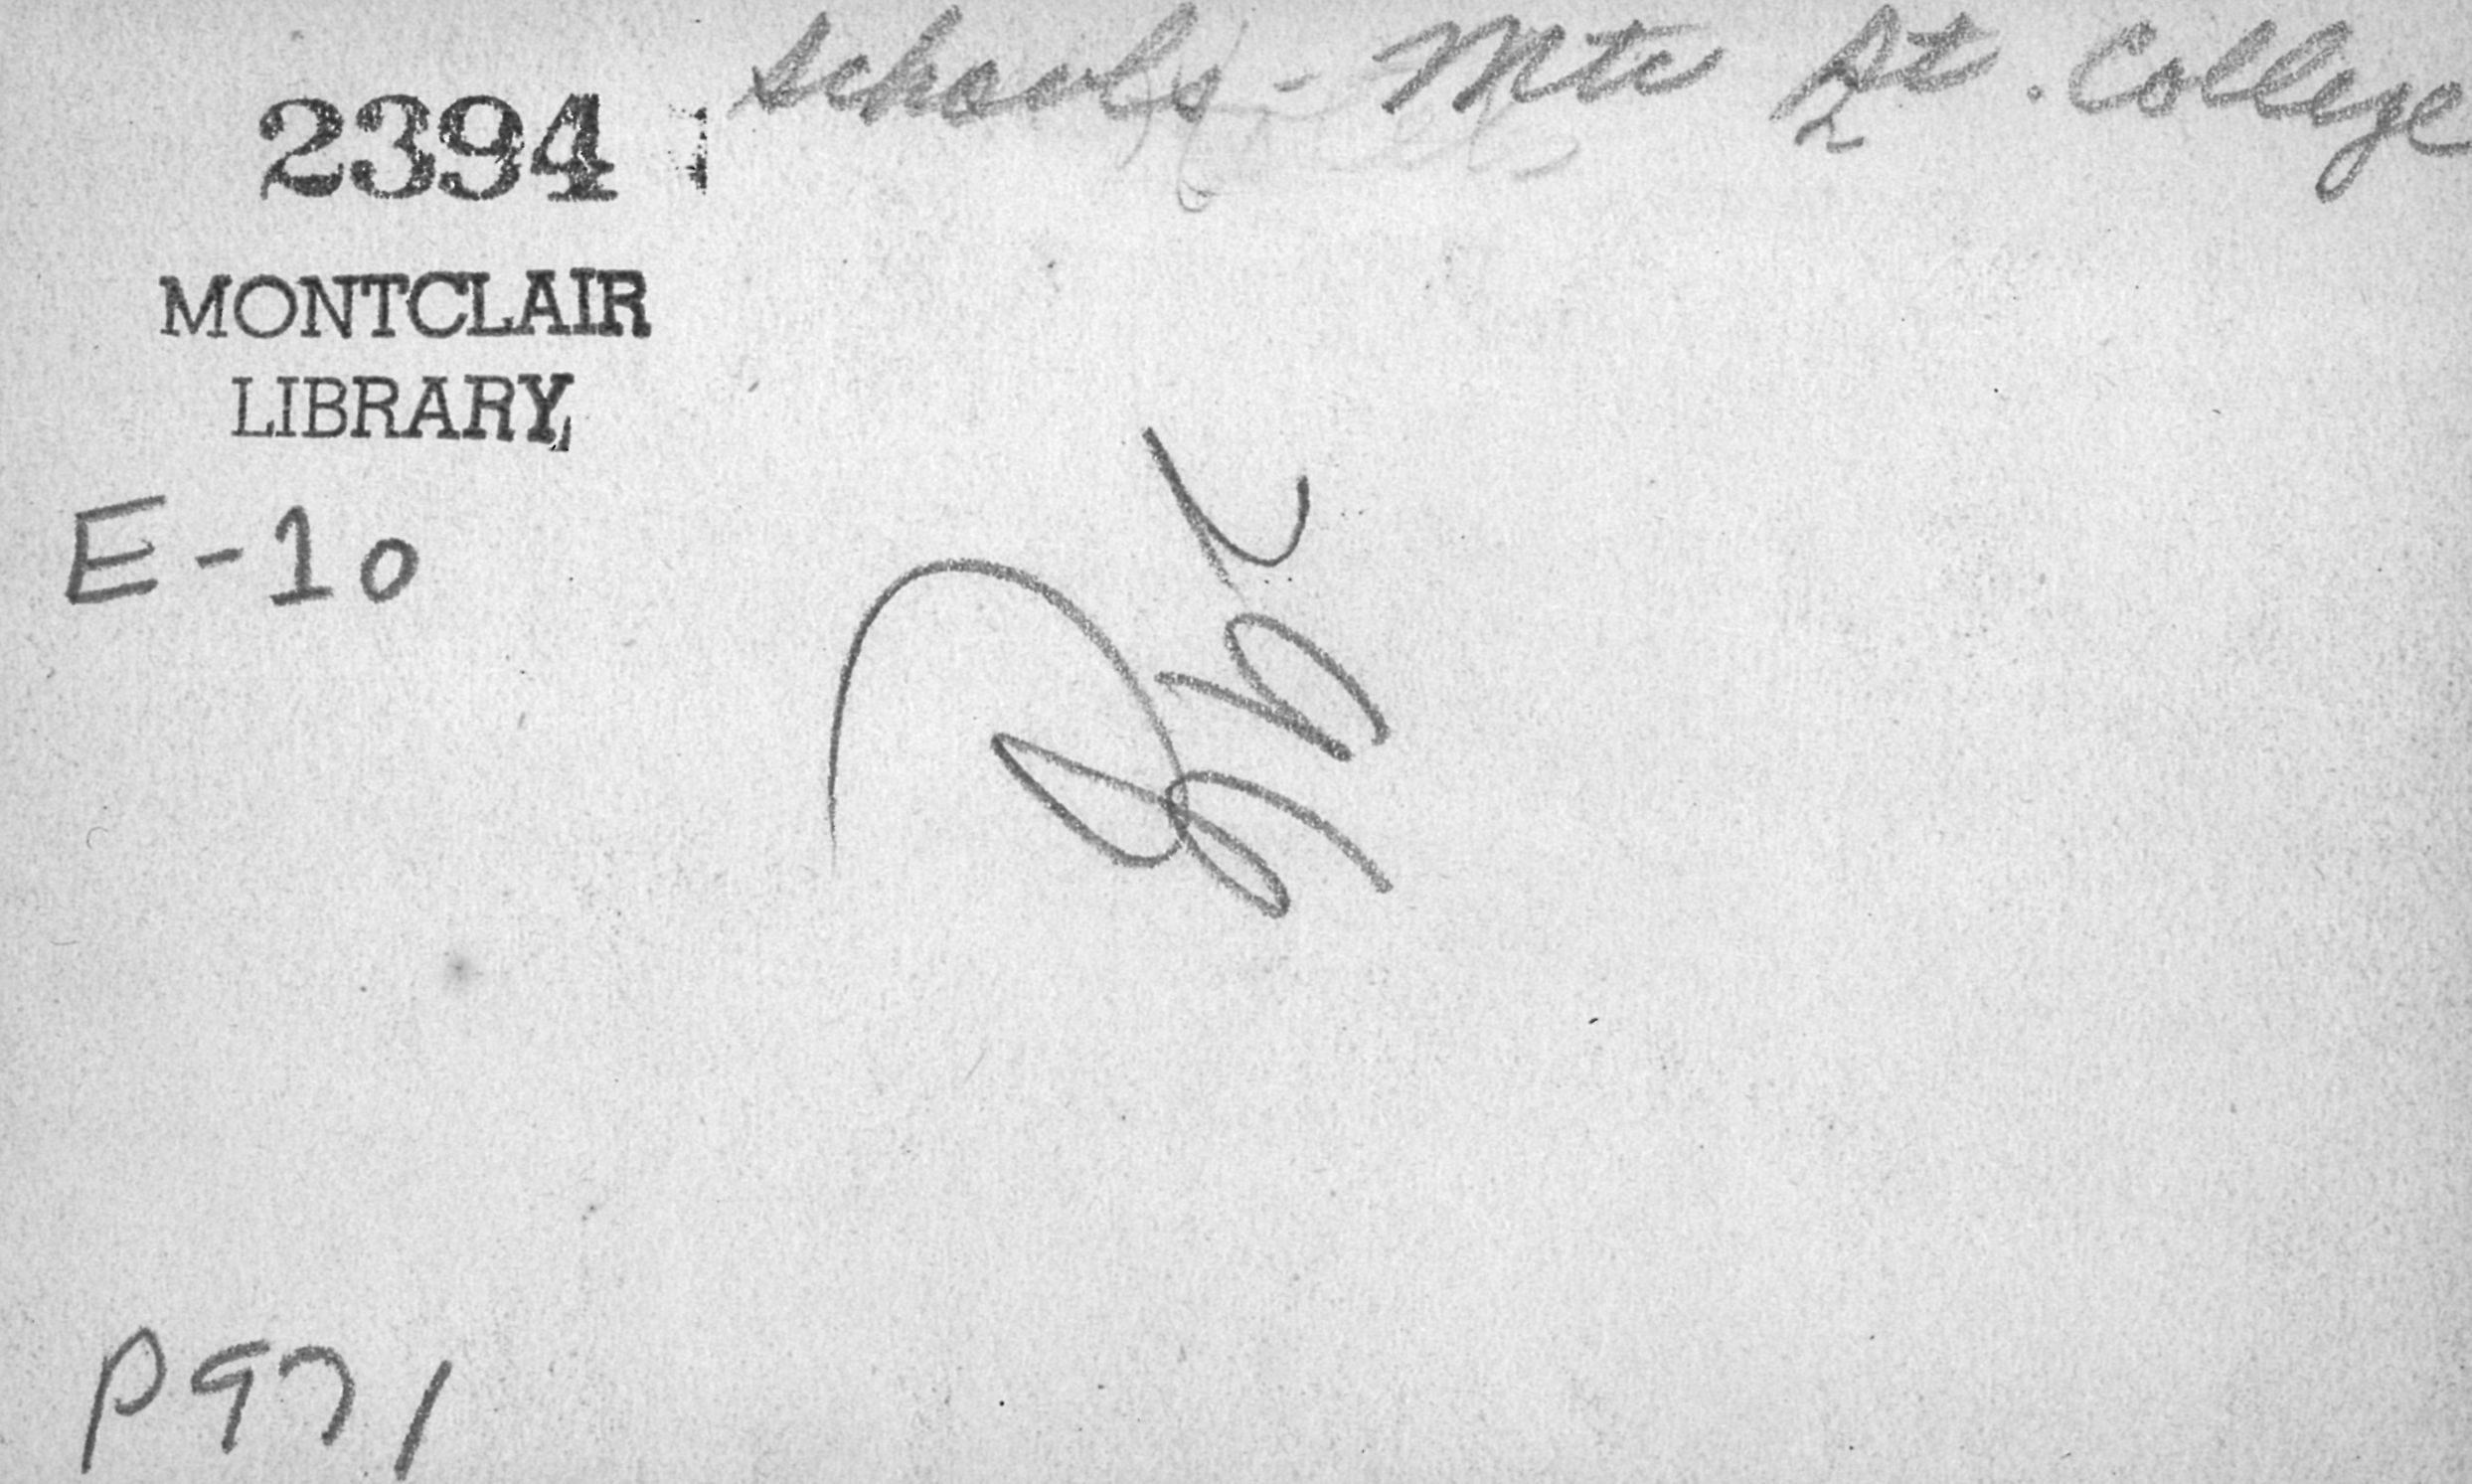 Schools - Mtc St. College
2394
MONTCLAIR
LIBRARY
E-10
P971